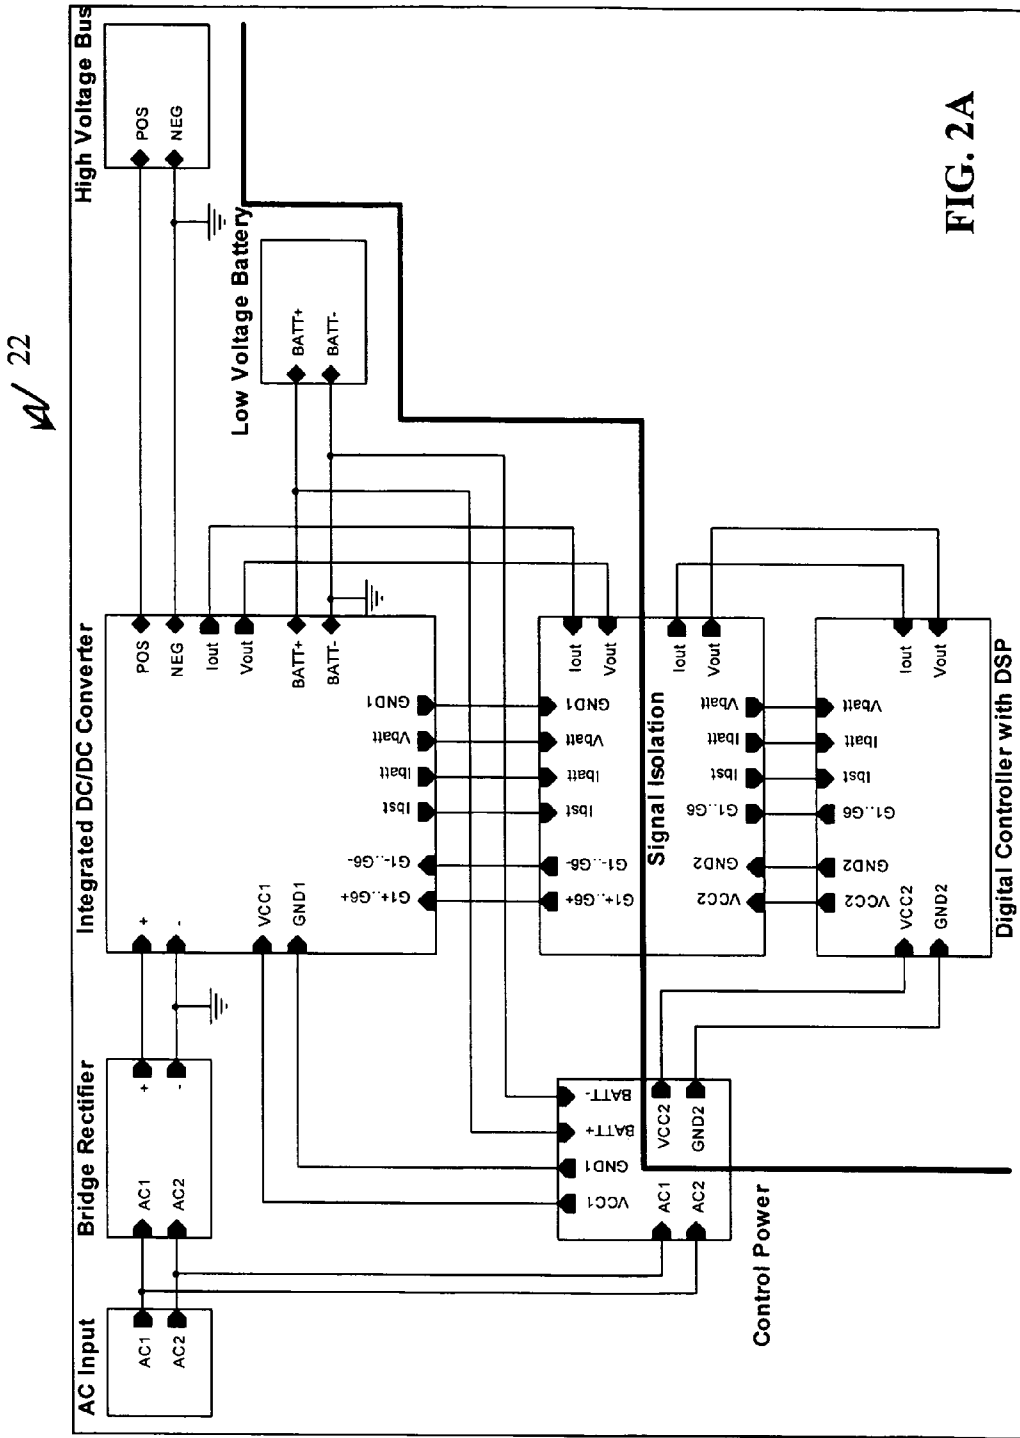 22
AC Input
AC1
AC2
Bridge Rectifier
AC1
AC2
+
-
Integrated DC/DC Converter
+
-
VCC1
GND1
POS
NEG
Iout
Vout
BATT+
BATT-
G1+..G6+
G1-..G6-
Ibst
Ibatt
Vbatt
GND1
High Voltage Bus
POS
NEG
Low Voltage Battery
BATT+
BATT-
Control Power
VCC1
GND1
BATT+
BATT-
AC1
AC2
VCC2
GND2
Signal Isolation
G1+..G6+
G1-..G6-
Ibst
Ibatt
Vbatt
GND1
Iout
Vout
Iout
Vout
VCC2
GND2
G1..G6
Ibst
Ibatt
Vbatt
Digital Controller with DSP
VCC2
GND2
G1..G6
Ibst
Ibatt
Vbatt
VCC2
GND2
Iout
Vout
FIG. 2A